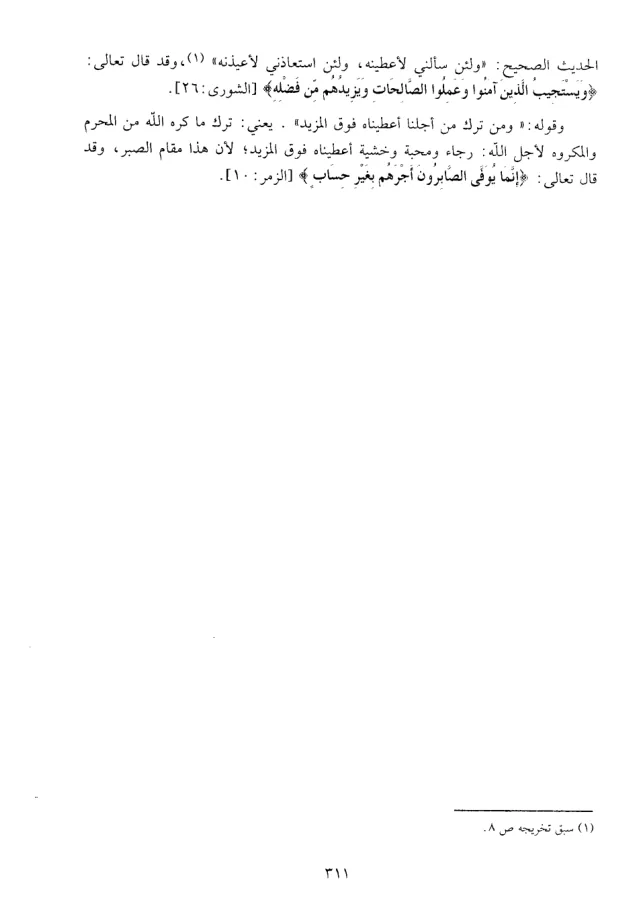 الحديث الصحيح: «ولئن سألني لأعطينه، ولئن استعاذني لأعيذنه» (١)، وقد قال تعالى:
﴿وَيَسْتَجِيبُ الَّذِينَ آمَنُوا وَعَمِلُوا الصَّالِحَاتِ وَيَزِيدُهُم مِّن فَضْلِهِ﴾ [الشورى: ٢٦].
وقوله: « ومن ترك من أجلنا أعطيناه فوق المزيد» . يعني: ترك ما كره الله من المحرم
والمكروه لأجل الله: رجاء ومحبة وخشية أعطيناه فوق المزيد؛ لأن هذا مقام الصبر، وقد
قال تعالى: ﴿إِنَّمَا يُوَفَّى الصَّابِرُونَ أَجْرَهُم بِغَيْرِ حِسَابٍ﴾ [الزمر: ١٠].
(١) سبق تخريجه ص ٨.
٣١١